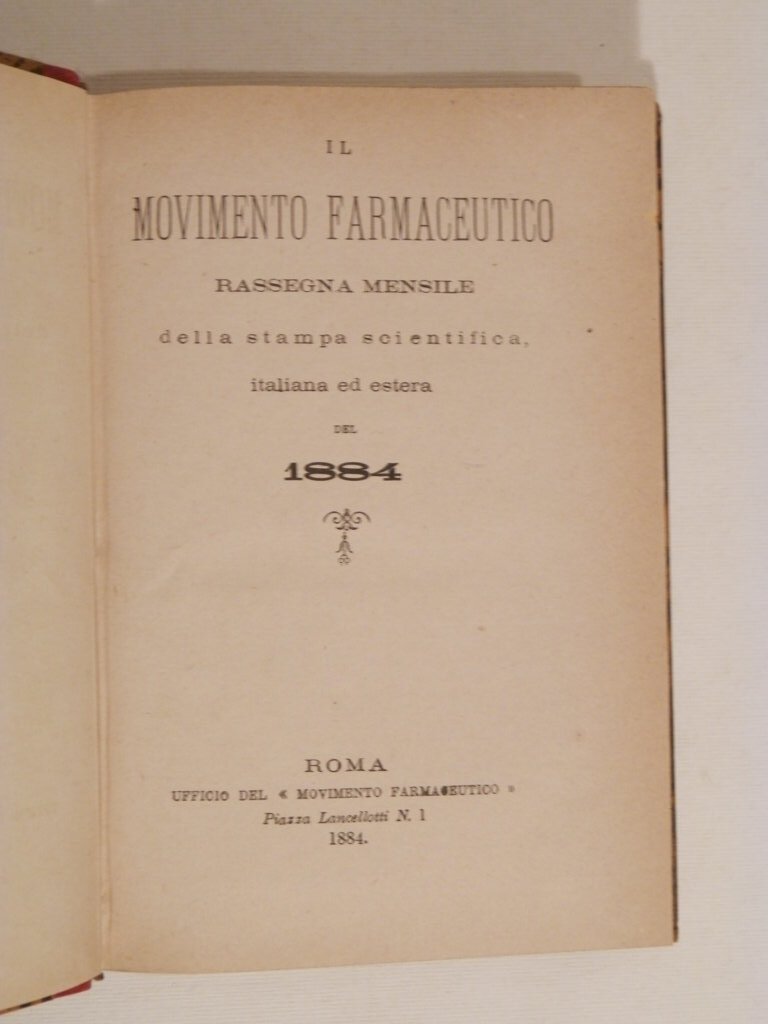 IL
MOVIMENTO FARMACEUTICO
RASSEGNA MENSILE
della stampa scientifica,
italiana ed estera
DEL
1884
ROMA
UFFICIO DEL « MOVIMENTO FARMACEUTICO »
Piazza Lancellotti N. 1
1884.